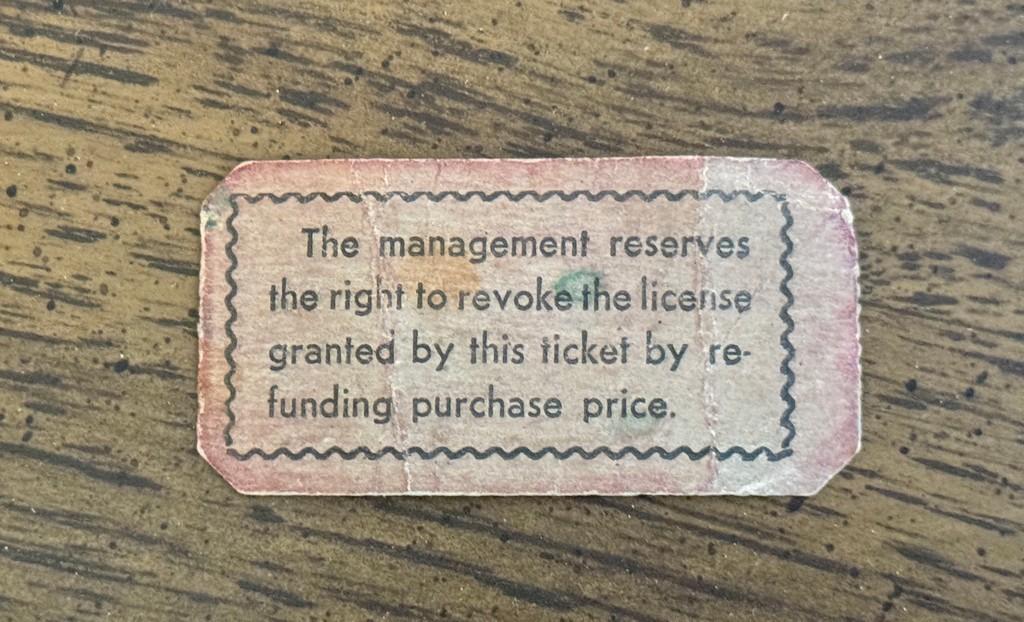 The management reserves
the right to revoke the license
granted by this ticket by re-
funding purchase price.